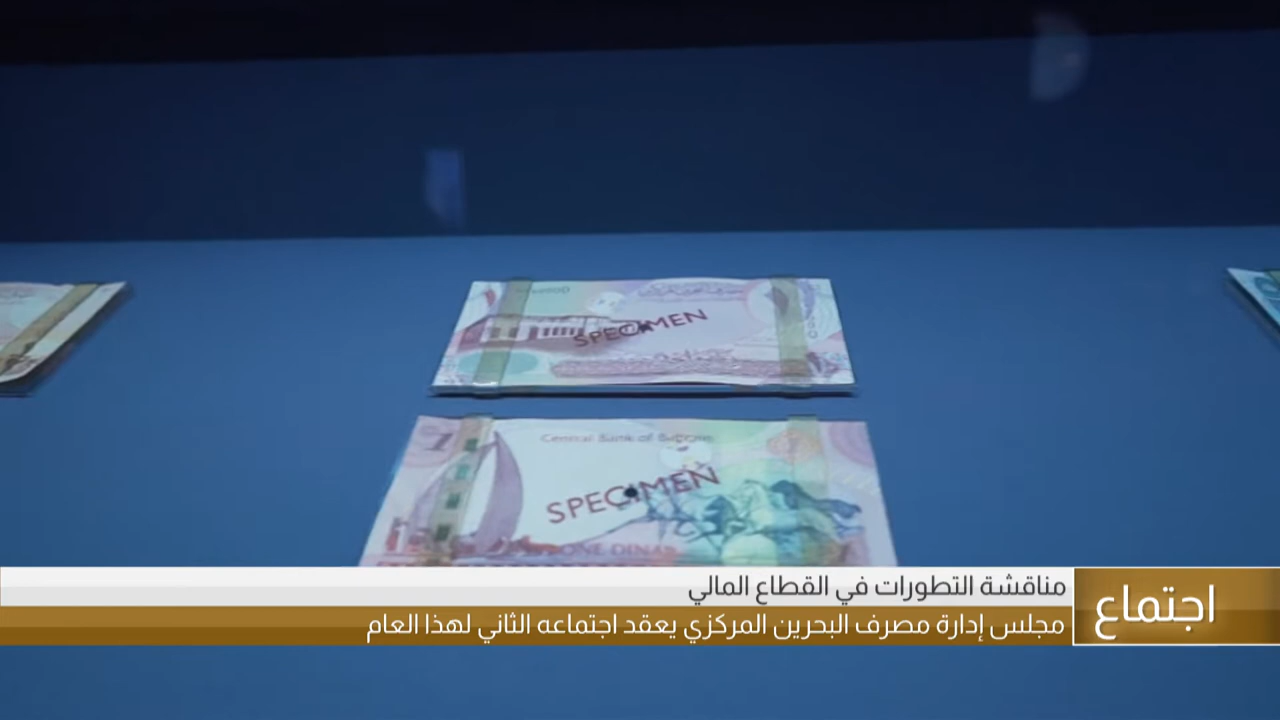 SPECIMEN
Central Bank of Bahrain
SPECIMEN
ONE DINAR
اجتماع
مناقشة التطورات في القطاع المالي
مجلس إدارة مصرف البحرين المركزي يعقد اجتماعه الثاني لهذا العام